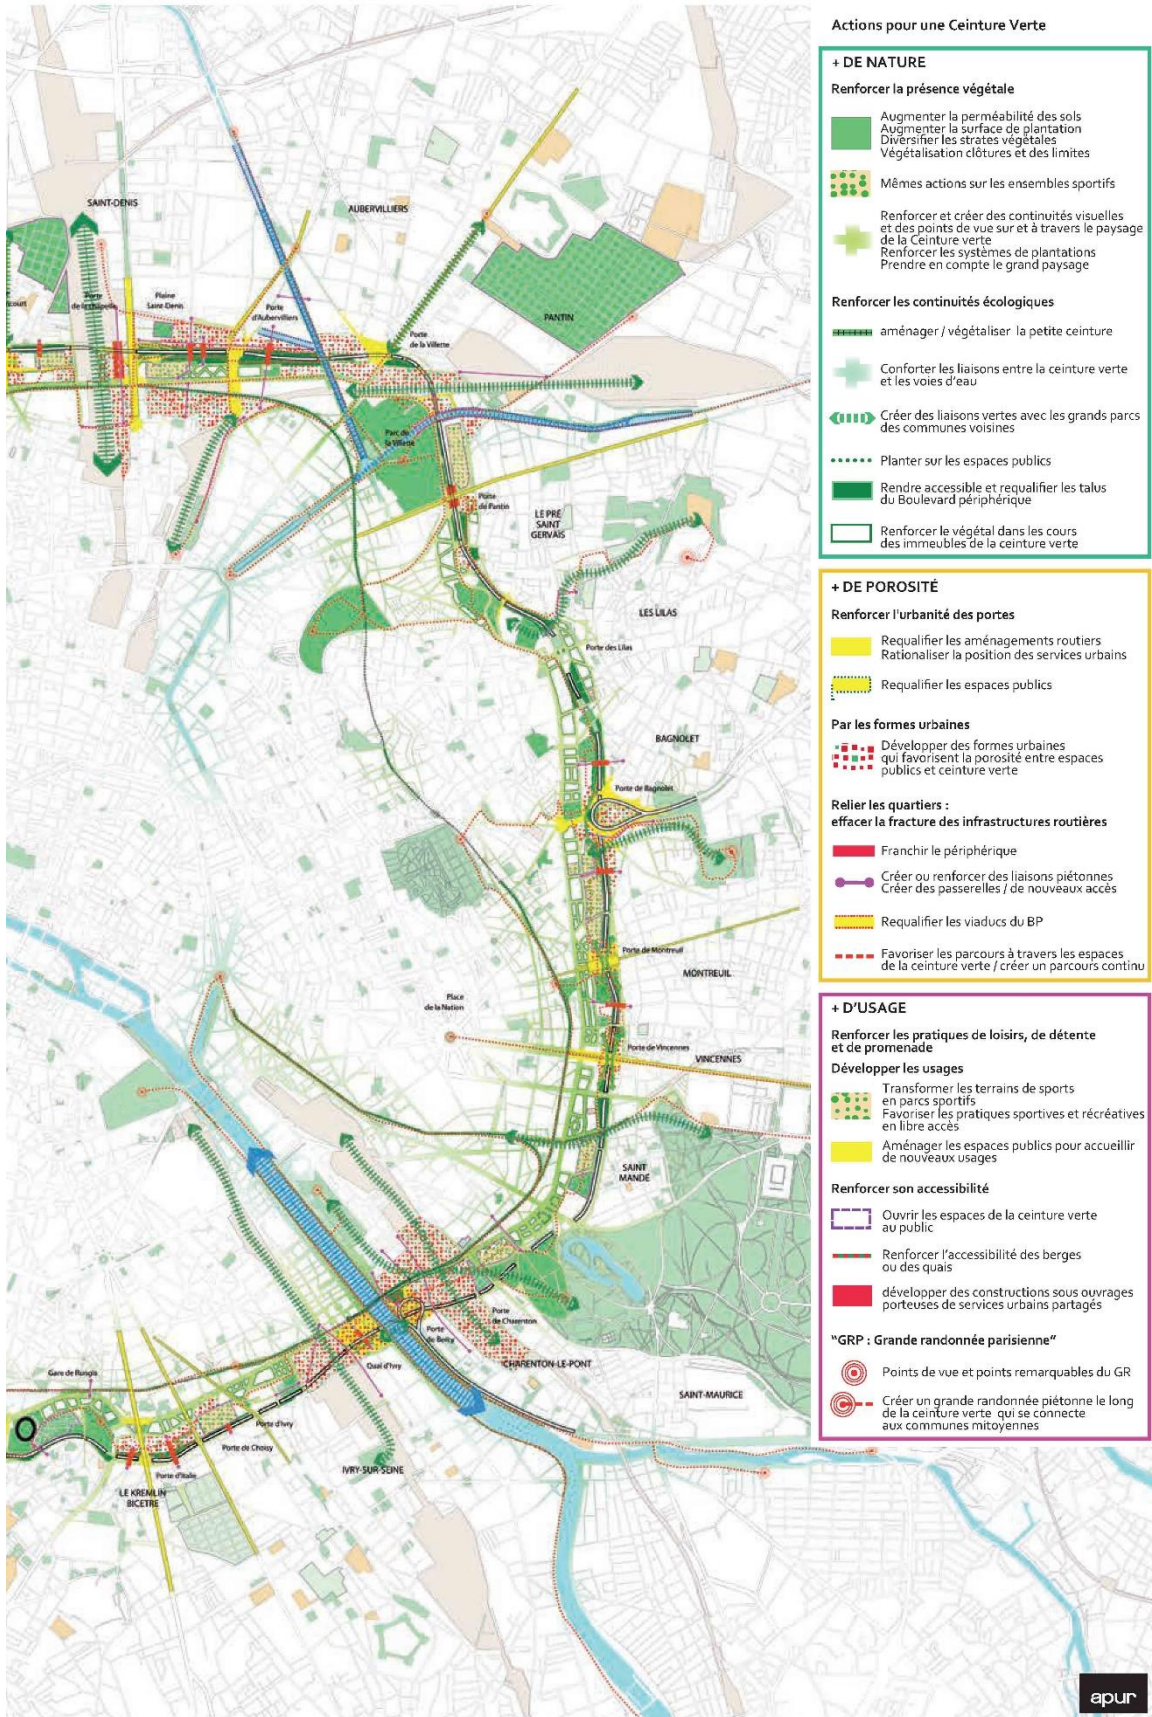 Actions pour une Ceinture Verte
+ DE NATURE
Renforcer la présence végétale
Augmenter la perméabilité des sols
Augmenter la surface de plantation
Diversifier les strates végétales
Végétalisation clôtures et des limites
Mêmes actions sur les ensembles sportifs
Renforcer et créer des continuités visuelles
et des points de vue sur et à travers le paysage
de la Ceinture verte
Renforcer les systèmes de plantations
Prendre en compte le grand paysage
Renforcer les continuités écologiques
aménager / végétaliser la petite ceinture
Conforter les liaisons entre la ceinture verte
et les voies d'eau
Créer des liaisons vertes avec les grands parcs
des communes voisines
Planter sur les espaces publics
Rendre accessible et requalifier les talus
du Boulevard périphérique
Renforcer le végétal dans les cours
des immeubles de la ceinture verte
+ DE POROSITÉ
Renforcer l'urbanité des portes
Requalifier les aménagements routiers
Rationaliser la position des services urbains
Requalifier les espaces publics
Par les formes urbaines
Développer des formes urbaines
qui favorisent la porosité entre espaces
publics et ceinture verte
Relier les quartiers :
effacer la fracture des infrastructures routières
Franchir le périphérique
Créer ou renforcer des liaisons piétonnes
Créer des passerelles / de nouveaux accès
Requalifier les viaducs du BP
Favoriser les parcours à travers les espaces
de la ceinture verte / créer un parcours continu
+ D'USAGE
Renforcer les pratiques de loisirs, de détente
et de promenade
Développer les usages
Transformer les terrains de sports
en parcs sportifs
Favoriser les pratiques sportives et récréatives
en libre accès
Aménager les espaces publics pour accueillir
de nouveaux usages
Renforcer son accessibilité
Ouvrir les espaces de la ceinture verte
au public
Renforcer l'accessibilité des berges
ou des quais
développer des constructions sous ouvrages
porteuses de services urbains partagés
"GRP : Grande randonnée parisienne"
Points de vue et points remarquables du GR
Créer un grande randonnée piétonne le long
de la ceinture verte qui se connecte
aux communes mitoyennes
SAINT-DENIS
AUBERVILLIERS
Porte
de la Chapelle
Plaine
Saint-Denis
Porte
d'Aubervilliers
PANTIN
Porte
de la Villette
Parc de
la Villette
Porte
de Pantin
LE PRÉ
SAINT
GERVAIS
LES LILAS
Porte des Lilas
BAGNOLET
Porte de Bagnolet
Porte de Montreuil
MONTREUIL
Place
de la Nation
Porte de Vincennes
VINCENNES
SAINT
MANDÉ
Porte
de Charenton
Porte
de Bercy
Quai d'Ivry
CHARENTON-LE-PONT
SAINT-MAURICE
Gare de Rungis
Porte d'Ivry
Porte de Choisy
Porte d'Italie
IVRY-SUR-SEINE
LE KREMLIN
BICETRE
apur